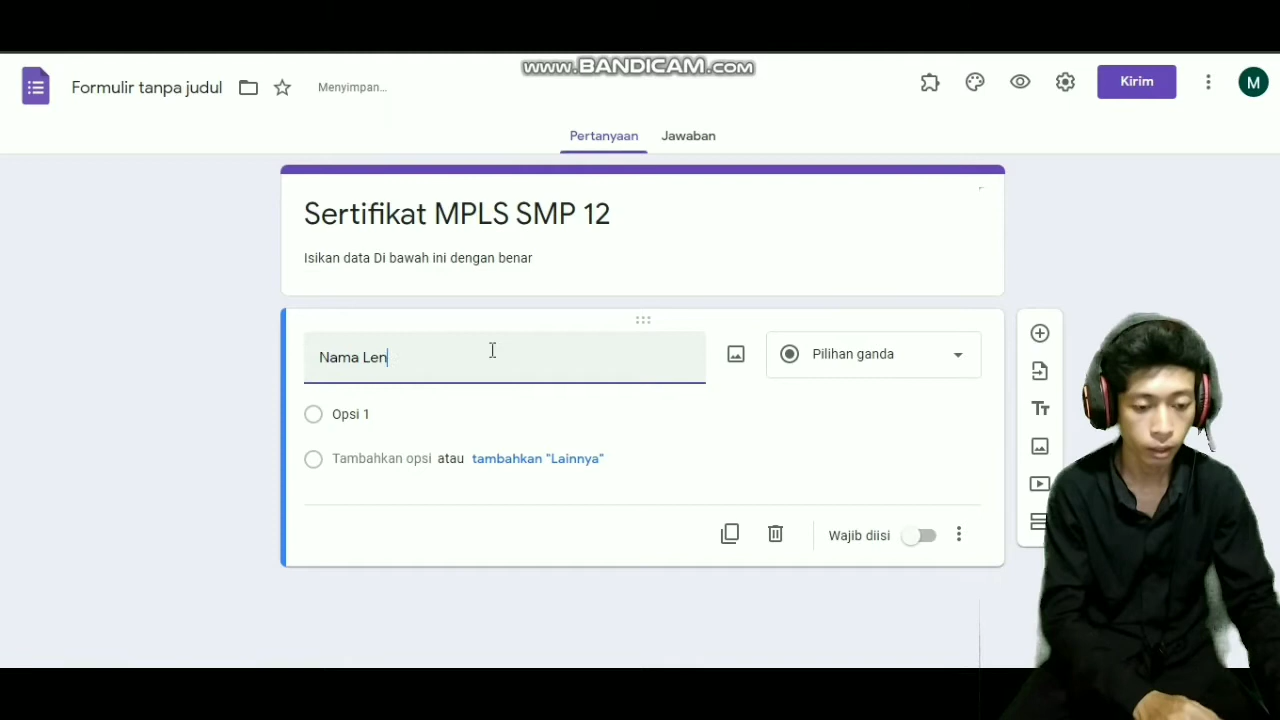 www.BANDICAM.com
Formulir tanpa judul
Menyimpan...
Kirim
M
Pertanyaan
Jawaban
Sertifikat MPLS SMP 12
Isikan data Di bawah ini dengan benar
Nama Len
Pilihan ganda
Opsi 1
Tambahkan opsi atau tambahkan "Lainnya"
Wajib diisi
Tт